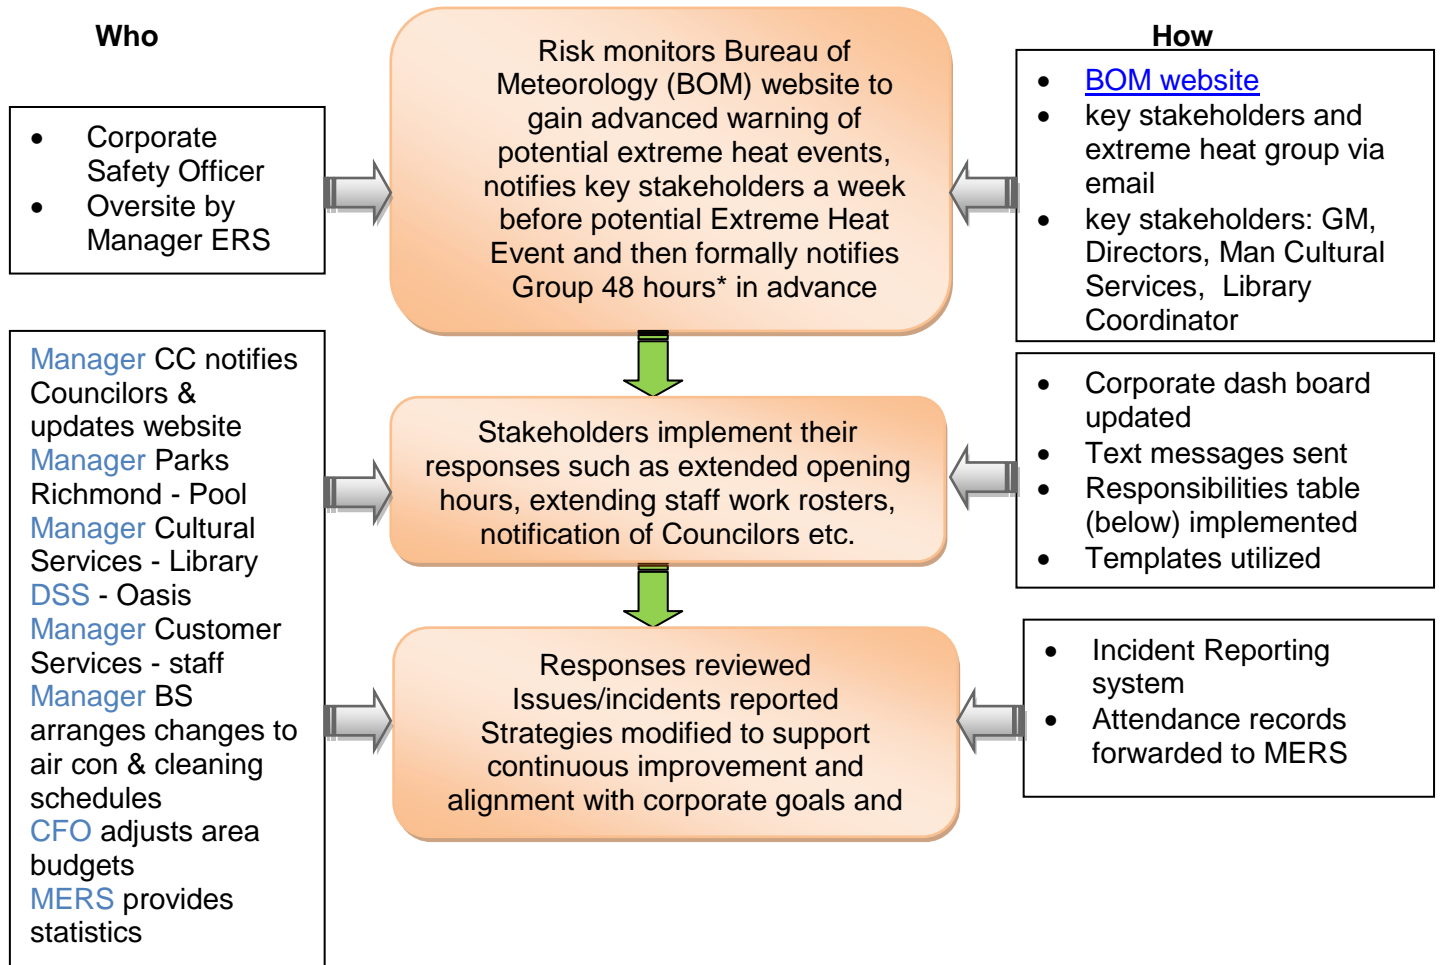 Who
How
• Corporate
Safety Officer
• Oversite by
Manager ERS
Risk monitors Bureau of
Meteorology (BOM) website to
gain advanced warning of
potential extreme heat events,
notifies key stakeholders a week
before potential Extreme Heat
Event and then formally notifies
Group 48 hours* in advance
• BOM website
• key stakeholders and
extreme heat group via
email
• key stakeholders: GM,
Directors, Man Cultural
Services, Library
Coordinator
Manager CC notifies
Councilors &
updates website
Manager Parks
Richmond - Pool
Manager Cultural
Services - Library
DSS - Oasis
Manager Customer
Services - staff
Manager BS
arranges changes to
air con & cleaning
schedules
CFO adjusts area
budgets
MERS provides
statistics
Stakeholders implement their
responses such as extended opening
hours, extending staff work rosters,
notification of Councilors etc.
• Corporate dash board
updated
• Text messages sent
• Responsibilities table
(below) implemented
• Templates utilized
Responses reviewed
Issues/incidents reported
Strategies modified to support
continuous improvement and
alignment with corporate goals and
• Incident Reporting
system
• Attendance records
forwarded to MERS